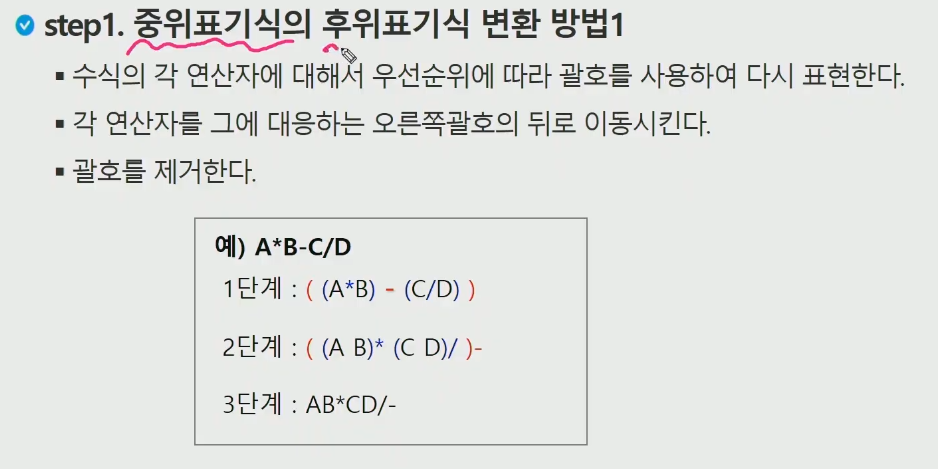 step1. 중위표기식의 후위표기식 변환 방법1
▪ 수식의 각 연산자에 대해서 우선순위에 따라 괄호를 사용하여 다시 표현한다.
▪ 각 연산자를 그에 대응하는 오른쪽괄호의 뒤로 이동시킨다.
▪ 괄호를 제거한다.
예) A*B-C/D
1단계 : ( (A*B) - (C/D) )
2단계 : ( (A B)* (C D)/ )-
3단계 : AB*CD/-